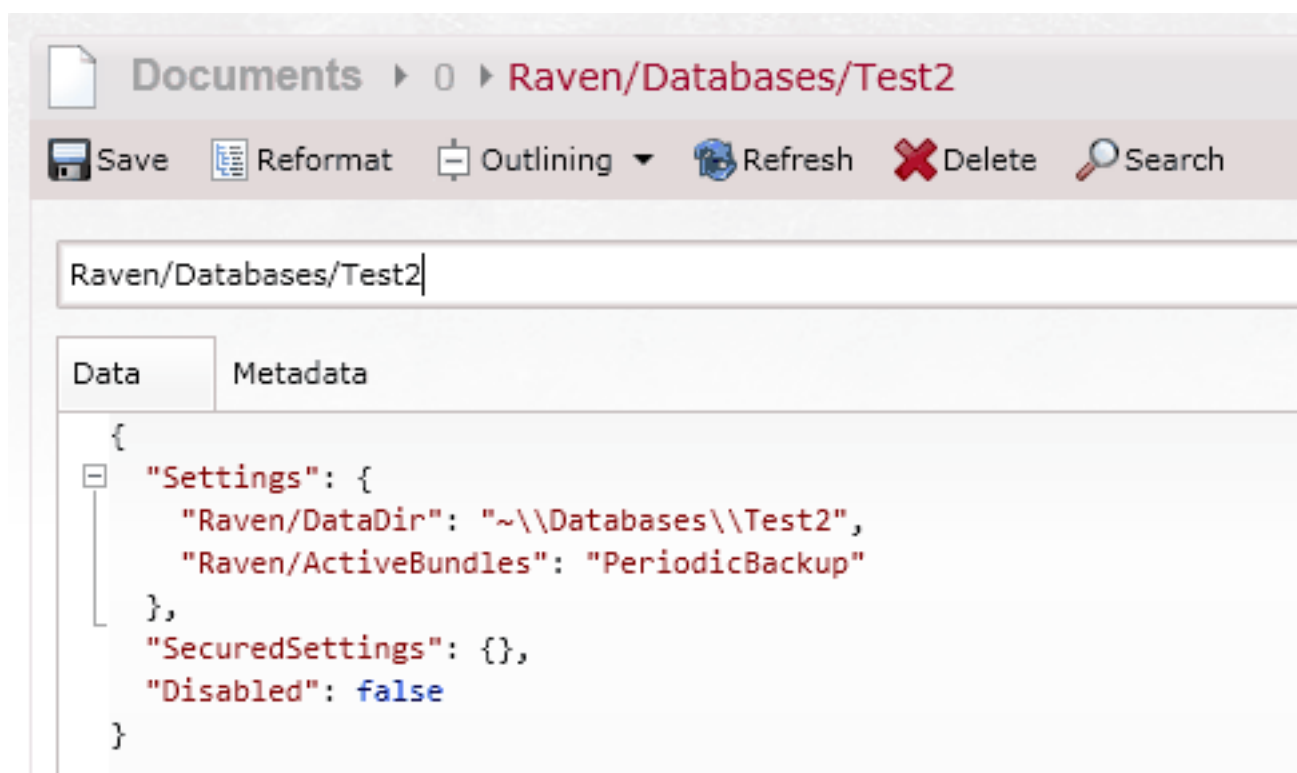 Documents 0 Raven/Databases/Test2
Save Reformat Outlining Refresh Delete Search
Raven/Databases/Test2
Data Metadata
{
"Settings": {
"Raven/DataDir": "~\\Databases\\Test2",
"Raven/ActiveBundles": "PeriodicBackup"
},
"SecuredSettings": {},
"Disabled": false
}